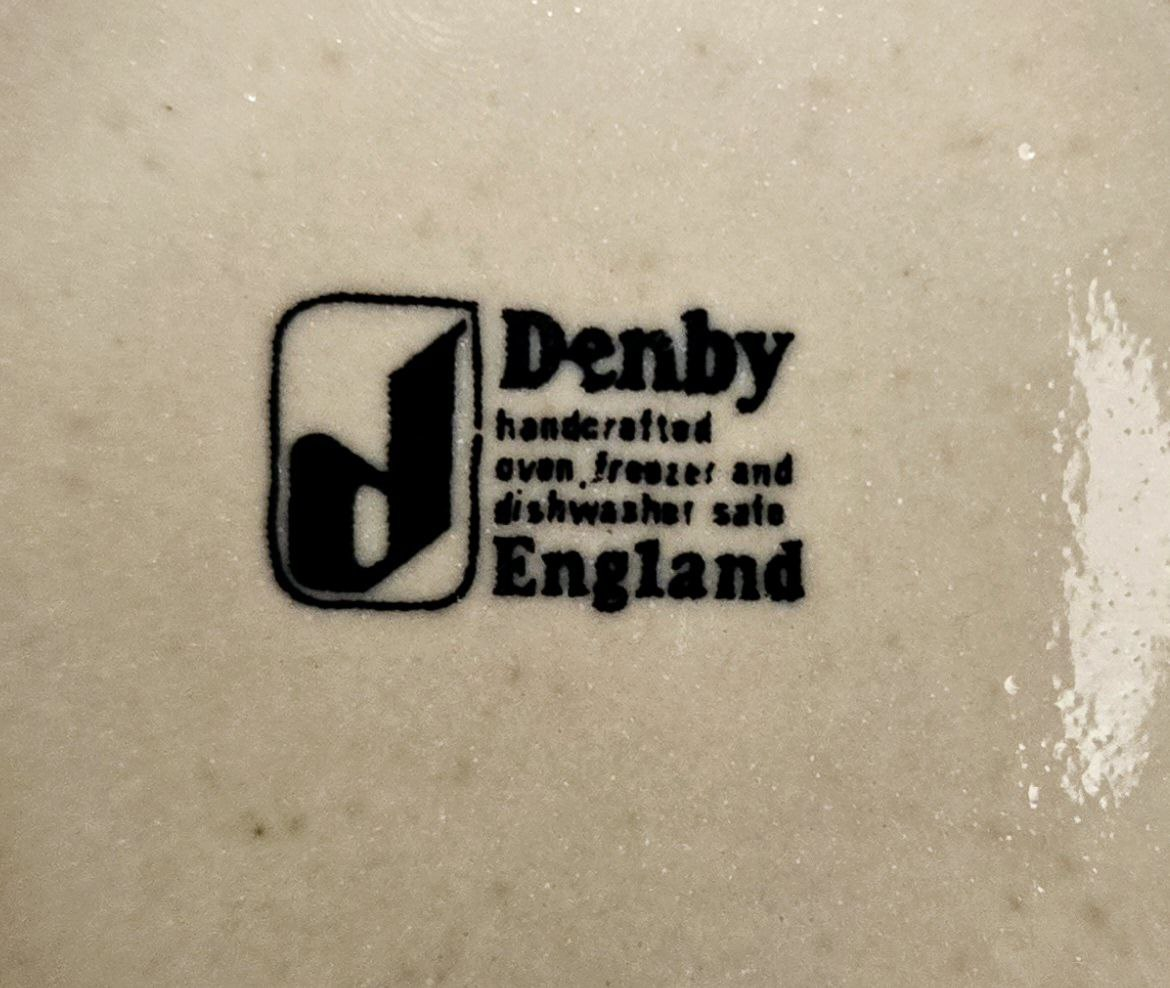 d
Denby
handcrafted
oven, freezer and
dishwasher safe
England